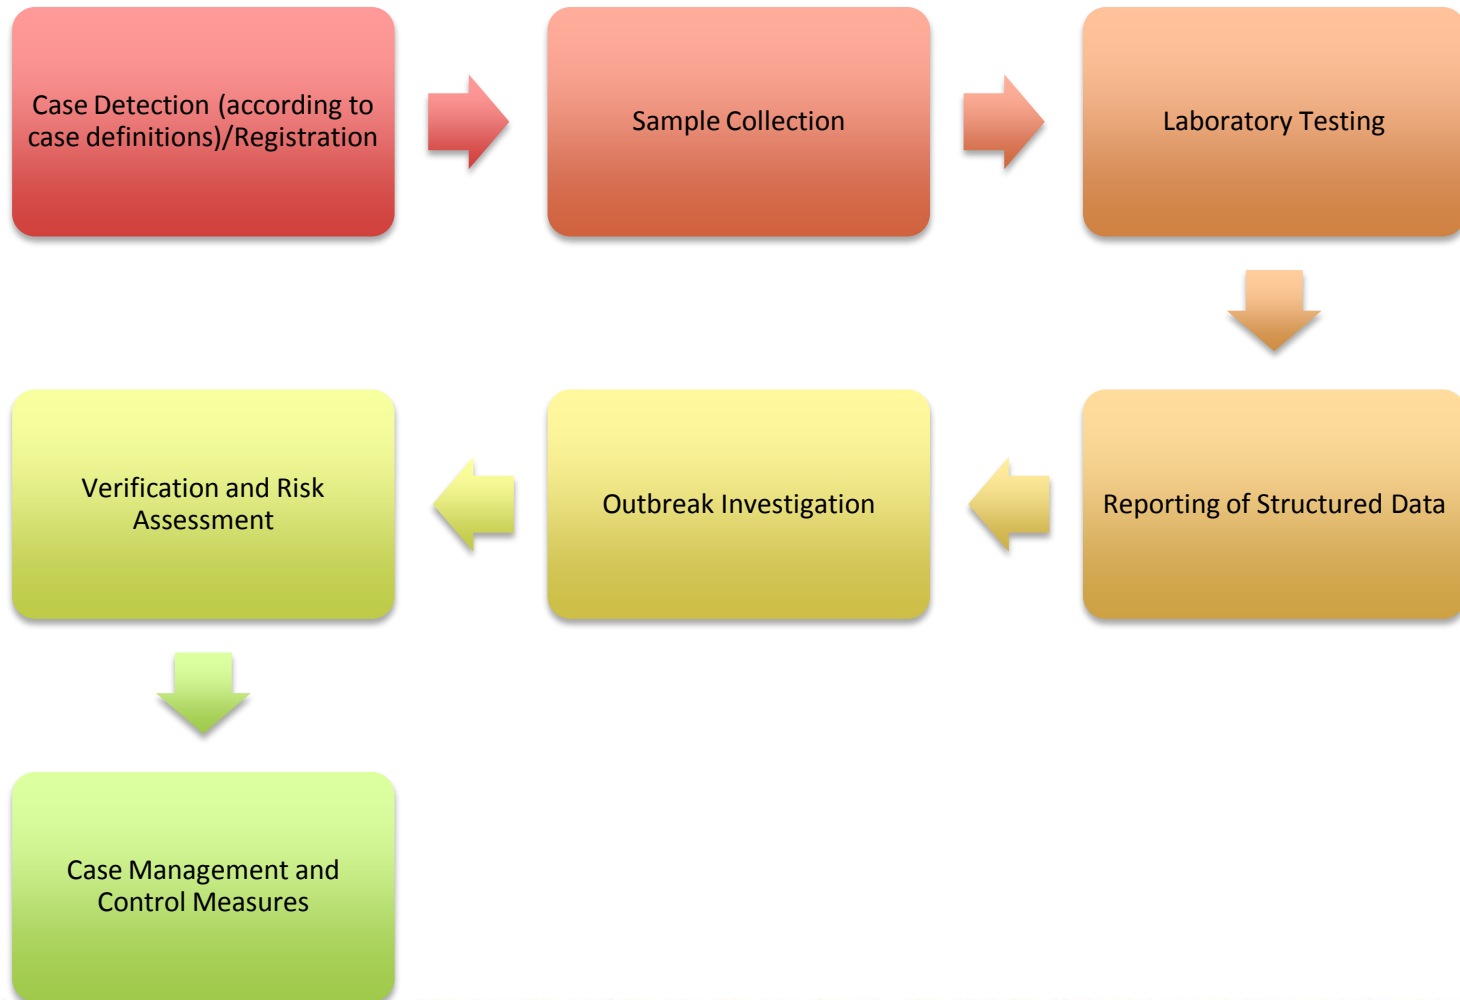 Case Detection (according to
case definitions)/Registration
Sample Collection
Laboratory Testing
Reporting of Structured Data
Outbreak Investigation
Verification and Risk
Assessment
Case Management and
Control Measures